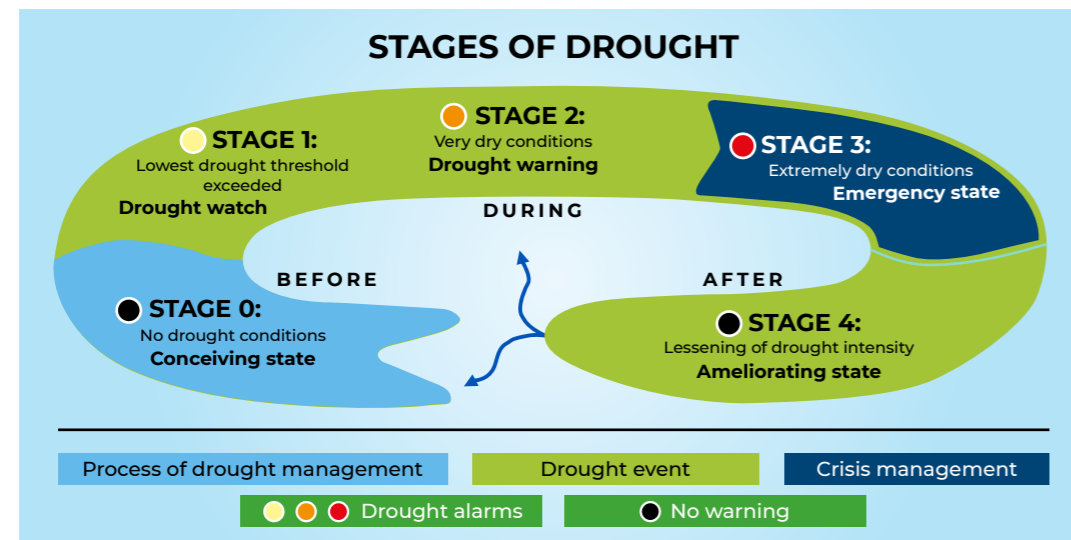 STAGES OF DROUGHT
STAGE 1:
Lowest drought threshold
exceeded
Drought watch
STAGE 2:
Very dry conditions
Drought warning
STAGE 3:
Extremely dry conditions
Emergency state
DURING
BEFORE
AFTER
STAGE 0:
No drought conditions
Conceiving state
STAGE 4:
Lessening of drought intensity
Ameliorating state
Process of drought management
Drought event
Crisis management
Drought alarms
No warning